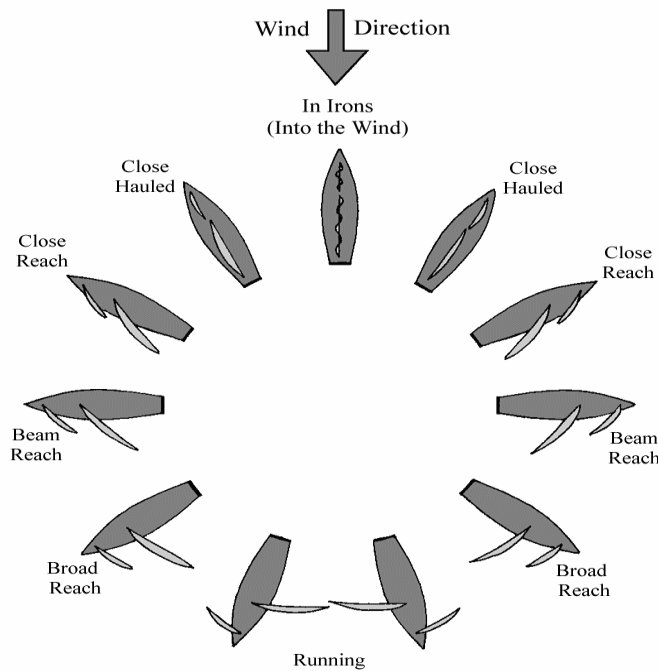 Wind Direction
In Irons
(Into the Wind)
Close
Hauled
Close
Hauled
Close
Reach
Close
Reach
Beam
Reach
Beam
Reach
Broad
Reach
Broad
Reach
Running